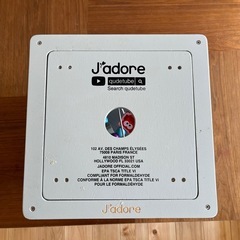 J'adore
qudetube
Search qudetube
102 AV. DES CHAMPS ÉLYSÉES
75008 PARIS FRANCE
4610 MADISON ST
HOLLYWOOD FL 33021 USA
JADORE OFFICIAL.COM
EPA TSCA TITLE VI
COMPLIANT FOR FORMALDEHYDE
CONFORME À LA NORME EPA TSCA TITLE VI
POUR LE FORMALDÉHYDE
J'adore